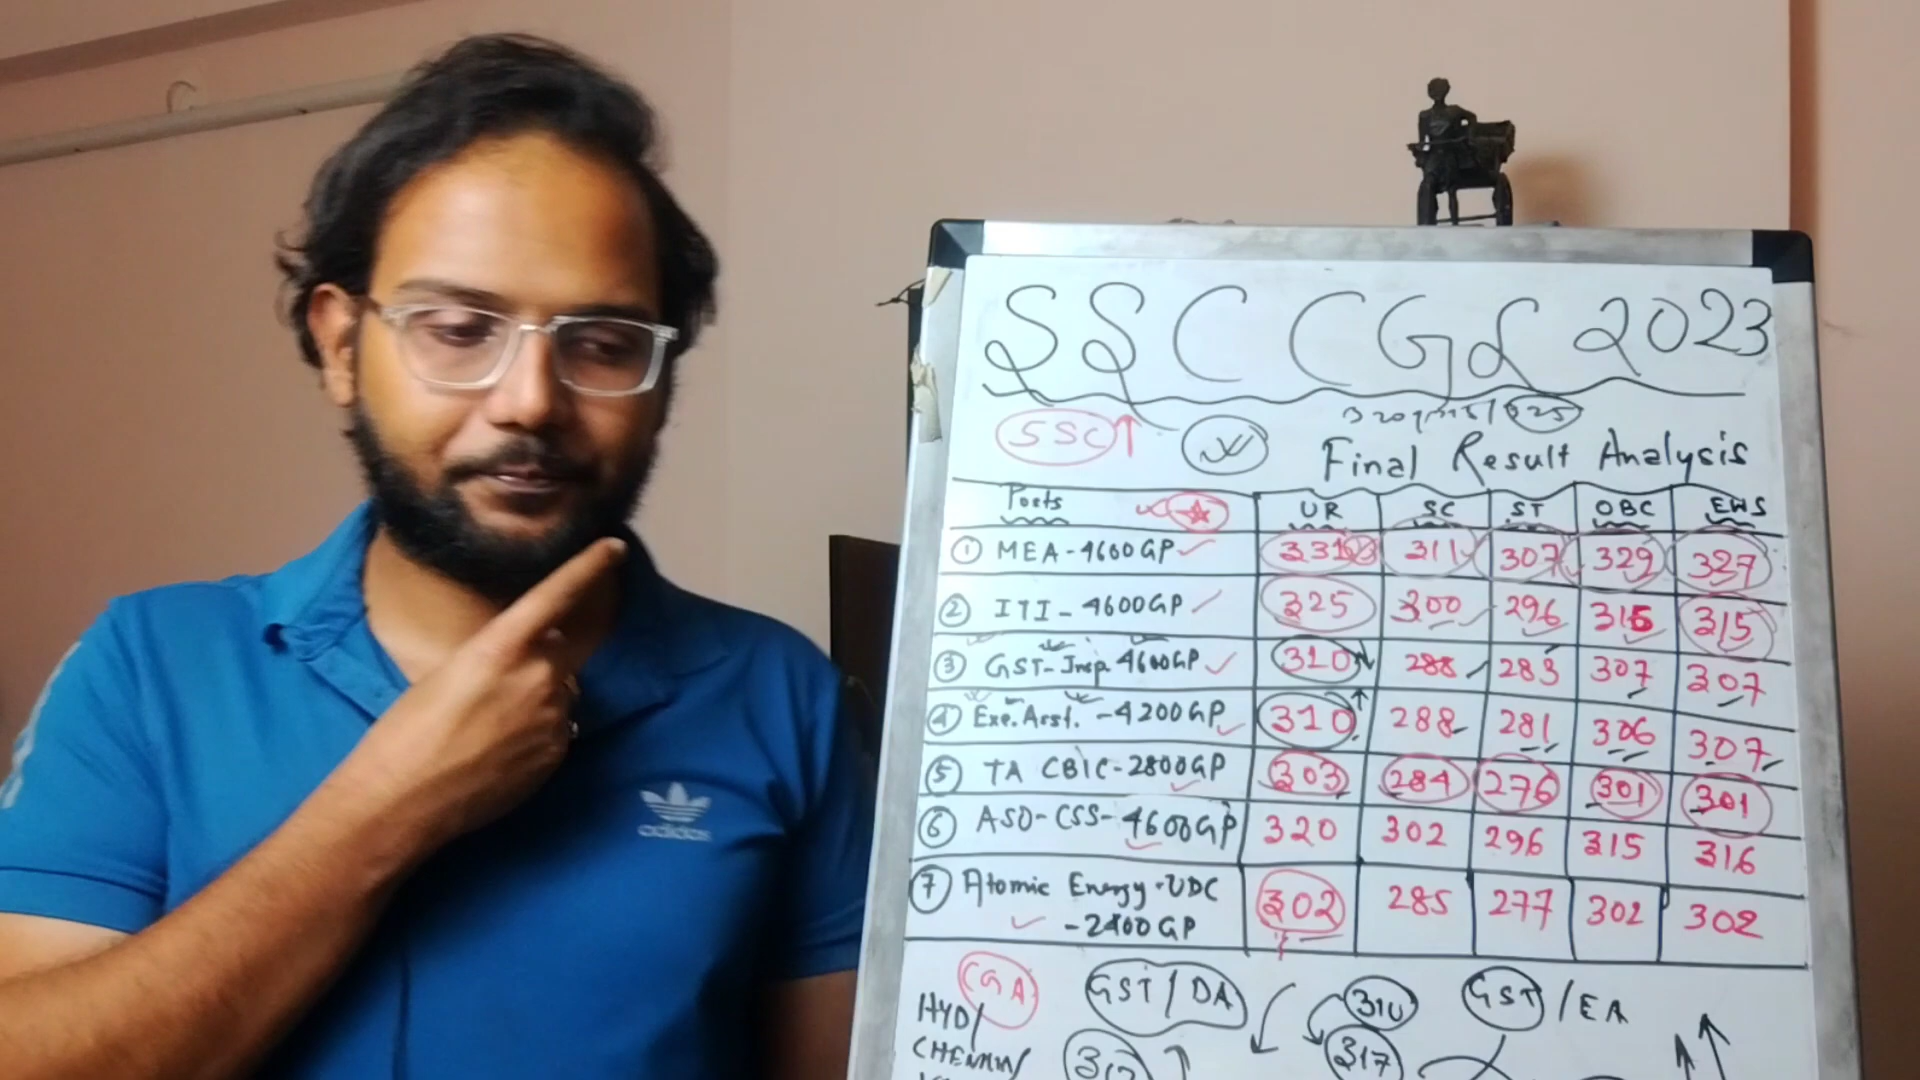 SSC CGL 2023
SSC
325
Final Result Analysis
Posts UR SC ST OBC EWS
① MEA-4600GP 311 307 329 327
② ITI-4600GP 325 300 296 315 315
③ GST-Insp 4600GP 310 288 283 307 307
④ Exe. Asst. -4200GP 310 288 281 306 307
⑤ TA CBIC-2800GP 303 284 276 301 301
⑥ ASO-CSS-4600GP 320 302 296 315 316
⑦ Atomic Energy-UDC 302 285 277 302 302
-2400GP
CGA GST/DA 310 GST/EA
HYD/
CHENNAI/ 317
adidas